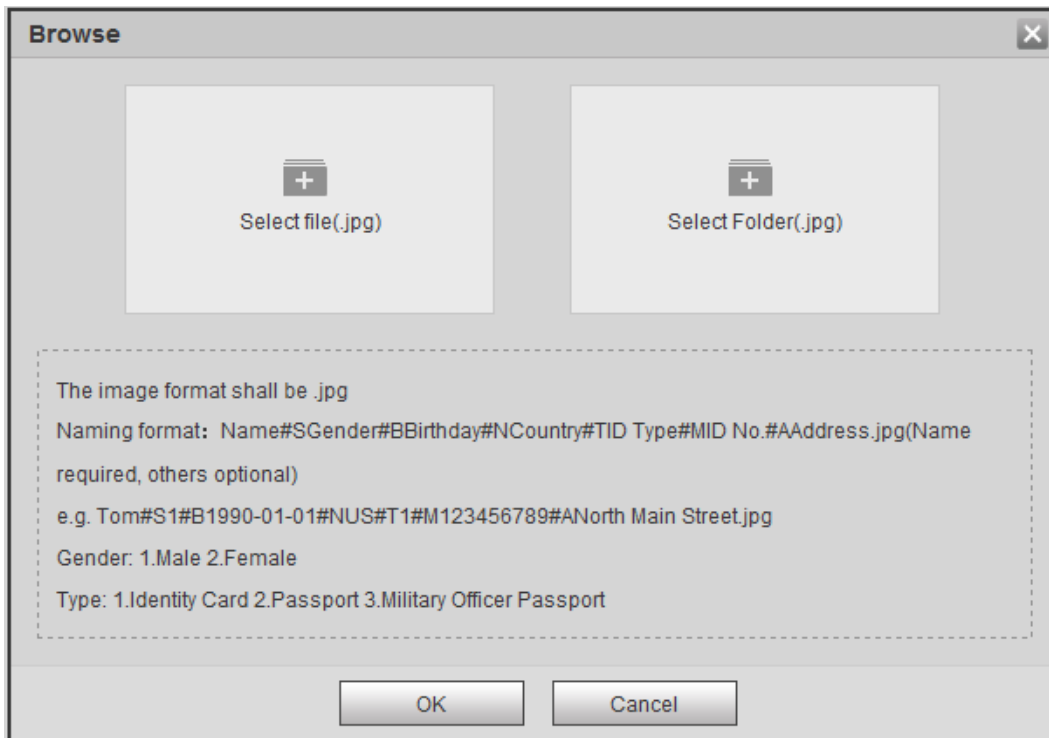 Browse
Select file(.jpg)
Select Folder(.jpg)
The image format shall be .jpg
Naming format：Name#SGender#BBirthday#NCountry#TID Type#MID No.#AAddress.jpg(Name
required, others optional)
e.g. Tom#S1#B1990-01-01#NUS#T1#M123456789#ANorth Main Street.jpg
Gender: 1.Male 2.Female
Type: 1.Identity Card 2.Passport 3.Military Officer Passport
OK
Cancel